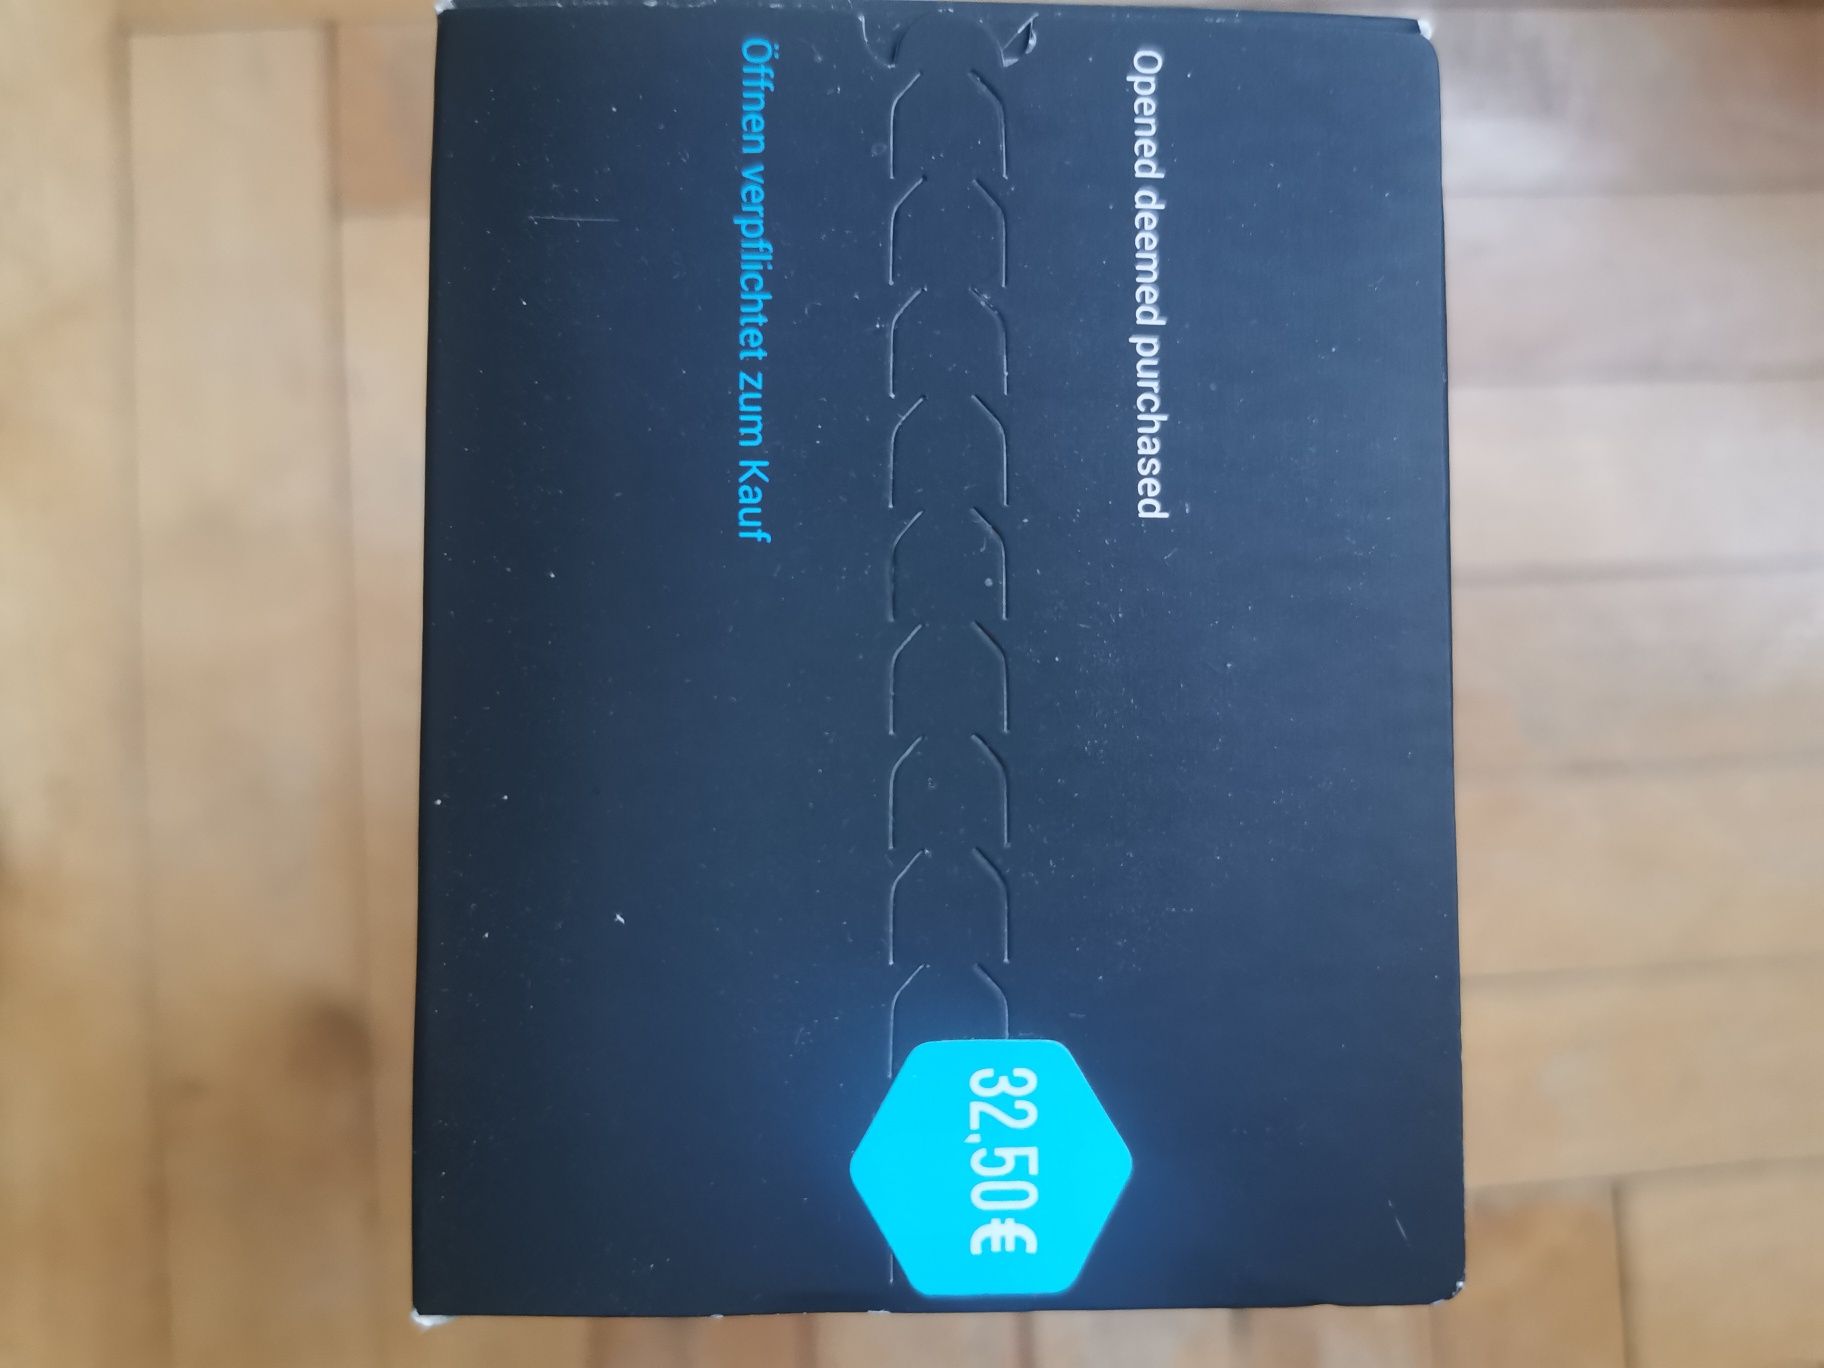 Opened deemed purchased
Öffnen verpflichtet zum Kauf
32,50€